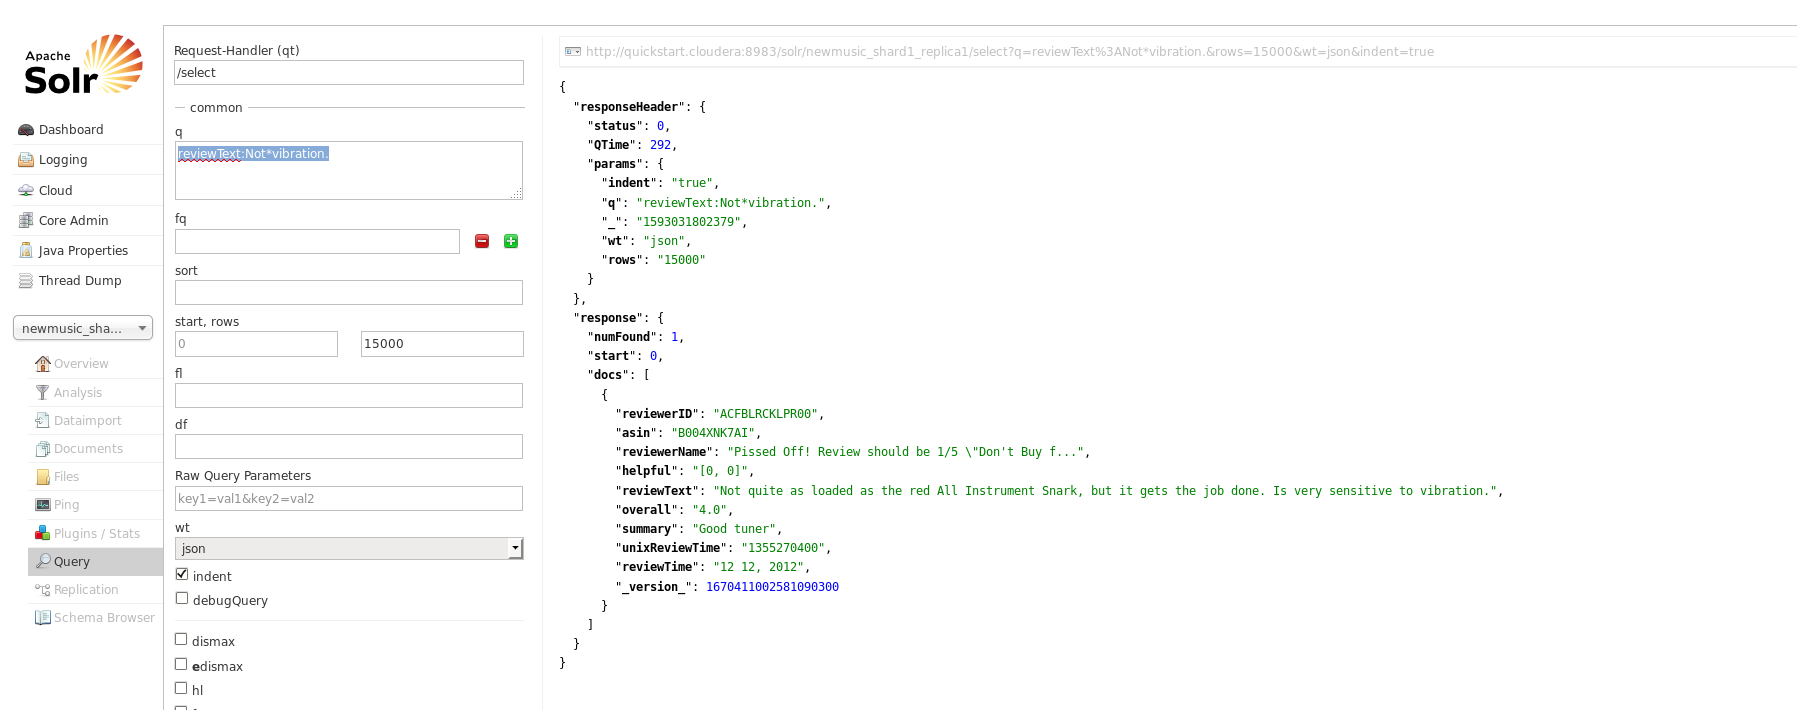 Apache
Solr
Dashboard
Logging
Cloud
Core Admin
Java Properties
Thread Dump
newmusic_sha...
Overview
Analysis
Dataimport
Documents
Files
Ping
Plugins / Stats
Query
Replication
Schema Browser
Request-Handler (qt)
/select
common
q
reviewText:Not*vibration.
fq
sort
start, rows
0 15000
fl
df
Raw Query Parameters
key1=val1&key2=val2
wt
json
indent
debugQuery
dismax
edismax
hl
http://quickstart.cloudera:8983/solr/newmusic_shard1_replica1/select?q=reviewText%3ANot*vibration.&rows=15000&wt=json&indent=true
{
"responseHeader": {
"status": 0,
"QTime": 292,
"params": {
"indent": "true",
"q": "reviewText:Not*vibration.",
"_": "1593031802379",
"wt": "json",
"rows": "15000"
}
},
"response": {
"numFound": 1,
"start": 0,
"docs": [
{
"reviewerID": "ACFBLRCKLPR00",
"asin": "B004XNK7AI",
"reviewerName": "Pissed Off! Review should be 1/5 \"Don't Buy f...",
"helpful": "[0, 0]",
"reviewText": "Not quite as loaded as the red All Instrument Snark, but it gets the job done. Is very sensitive to vibration.",
"overall": "4.0",
"summary": "Good tuner",
"unixReviewTime": "1355270400",
"reviewTime": "12 12, 2012",
"_version_": 1670411002581090300
}
]
}
}